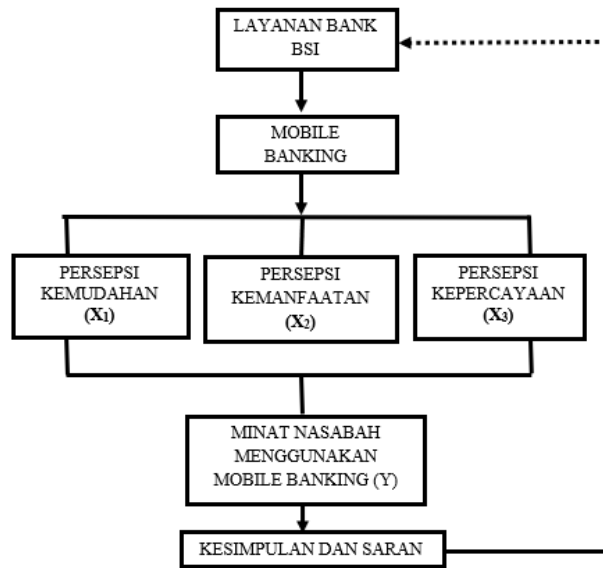 LAYANAN BANK
BSI
MOBILE
BANKING
PERSEPSI
KEMUDAHAN
(X₁)
PERSEPSI
KEMANFAATAN
(X₂)
PERSEPSI
KEPERCAYAAN
(X₃)
MINAT NASABAH
MENGGUNAKAN
MOBILE BANKING (Y)
KESIMPULAN DAN SARAN